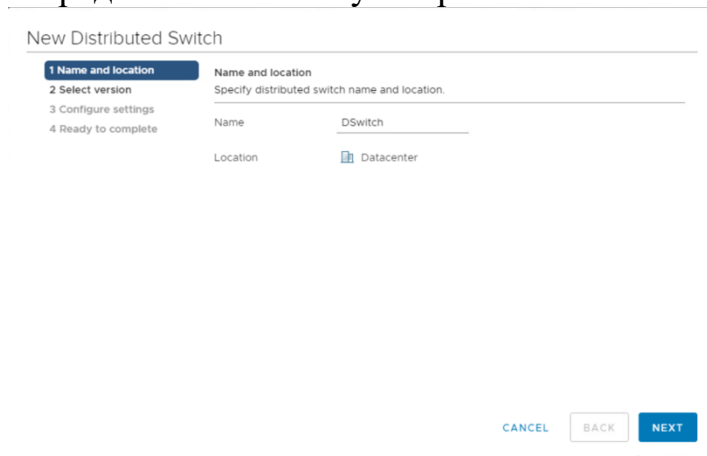 New Distributed Switch
1 Name and location
2 Select version
3 Configure settings
4 Ready to complete
Name and location
Specify distributed switch name and location.
Name DSwitch
Location Datacenter
CANCEL BACK NEXT